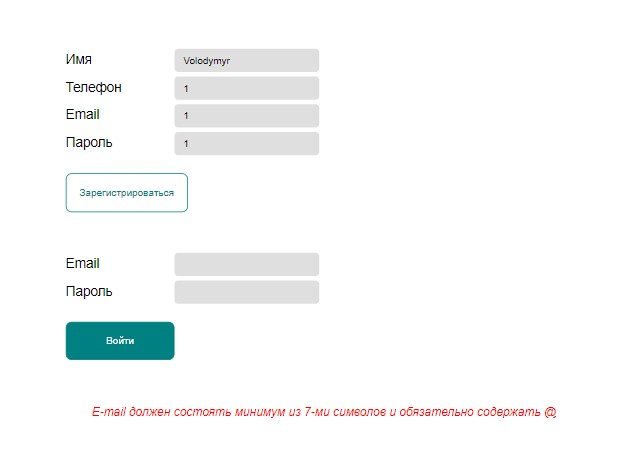 Имя Volodymyr
Телефон 1
Email 1
Пароль 1
Зарегистрироваться
Email
Пароль
Войти
E-mail должен состоять минимум из 7-ми символов и обязательно содержать @